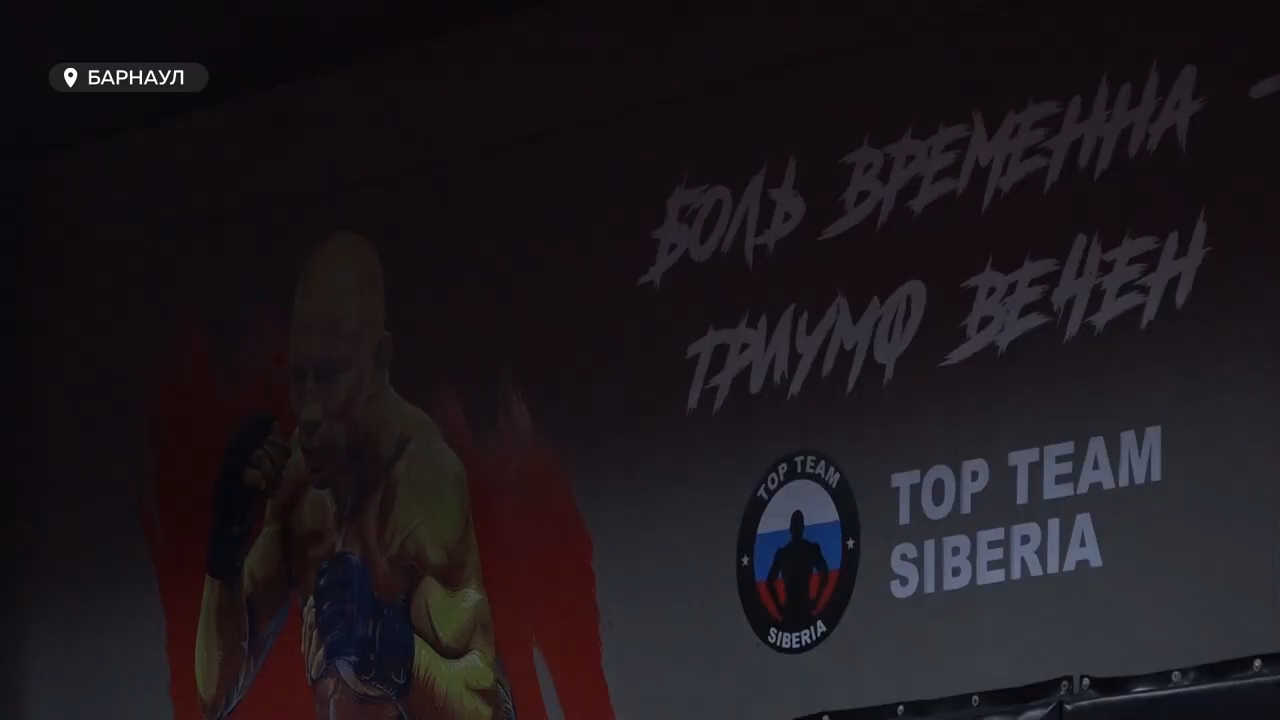 БАРНАУЛ
БОЛЬ ВРЕМЕННА -
ТРИУМФ ВЕЧЕН
TOP TEAM
SIBERIA
TOP TEAM
SIBERIA